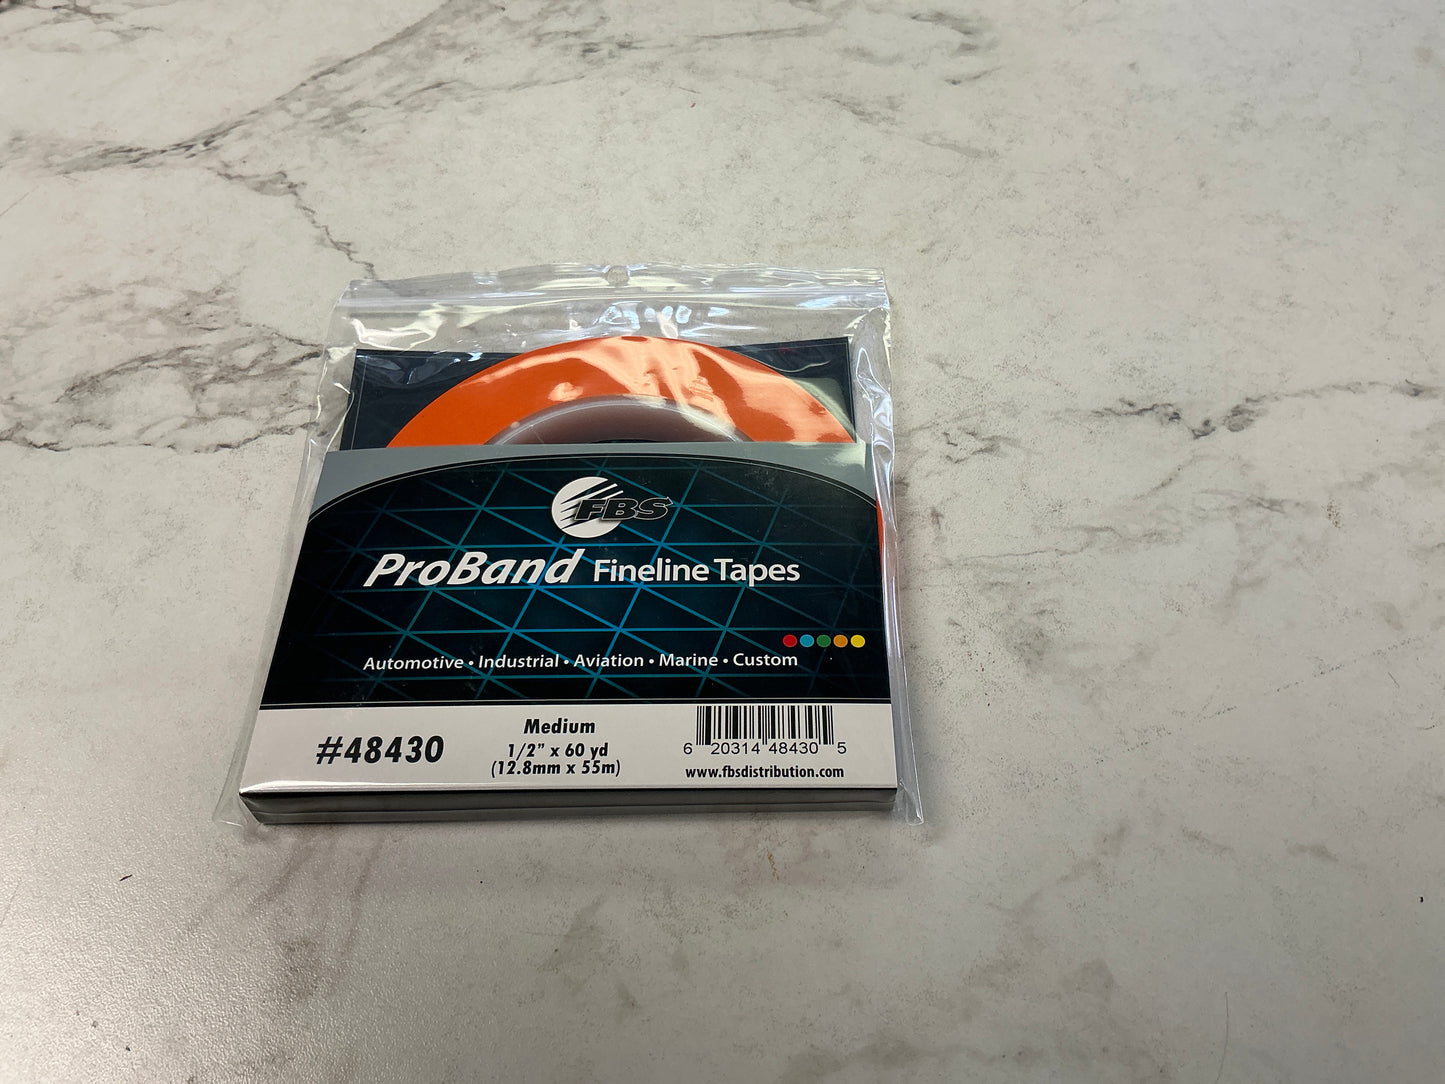 FBS
ProBand Fineline Tapes
Automotive • Industrial • Aviation • Marine • Custom
#48430
Medium
1/2" x 60 yd
(12.8mm x 55m)
6 20314 48430 5
www.fbsdistribution.com